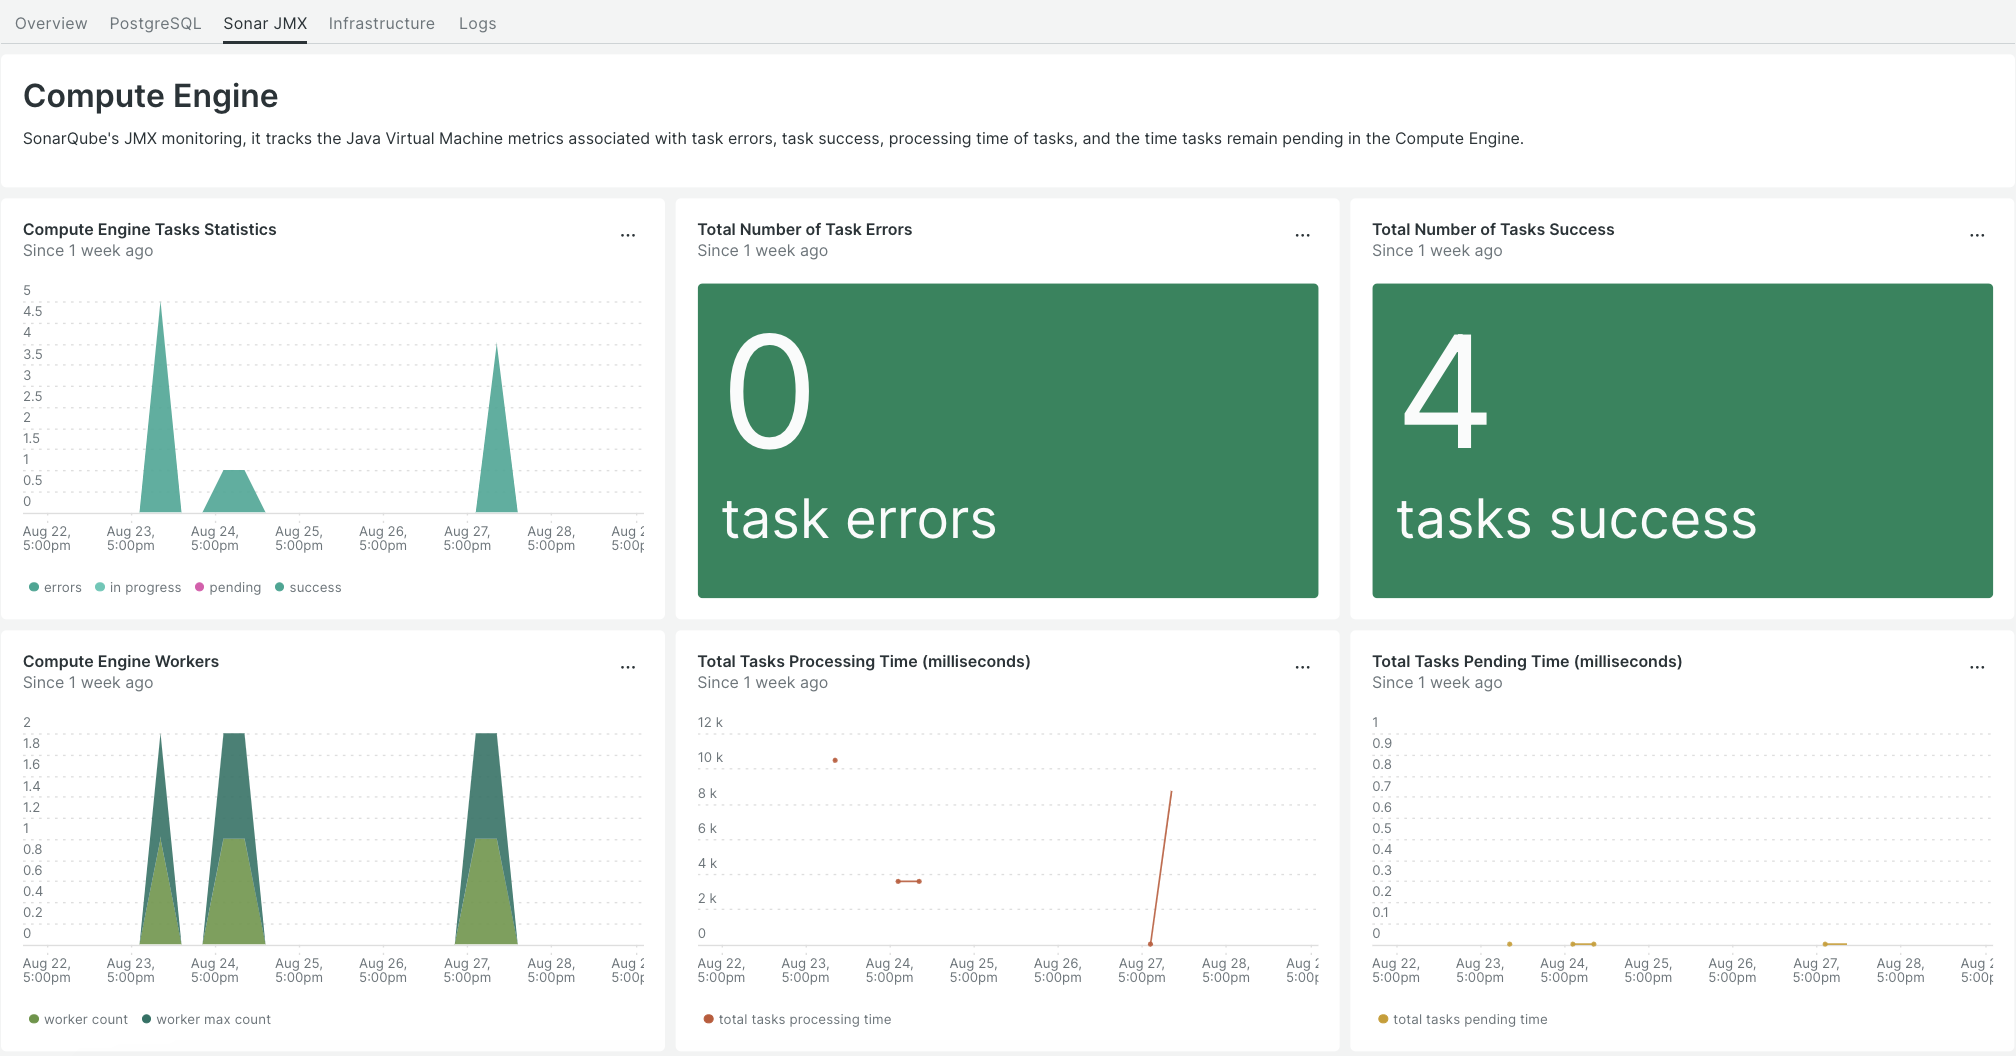 Overview PostgreSQL Sonar JMX Infrastructure Logs
Compute Engine
SonarQube's JMX monitoring, it tracks the Java Virtual Machine metrics associated with task errors, task success, processing time of tasks, and the time tasks remain pending in the Compute Engine.
Compute Engine Tasks Statistics
Since 1 week ago
5
4.5
4
3.5
3
2.5
2
1.5
1
0.5
0
Aug 22, Aug 23, Aug 24, Aug 25, Aug 26, Aug 27, Aug 28, Aug
5:00pm 5:00pm 5:00pm 5:00pm 5:00pm 5:00pm 5:00pm
errors in progress pending success
Total Number of Task Errors
Since 1 week ago
0
task errors
Total Number of Tasks Success
Since 1 week ago
4
tasks success
Compute Engine Workers
Since 1 week ago
2
1.8
1.6
1.4
1.2
1
0.8
0.6
0.4
0.2
0
Aug 22, Aug 23, Aug 24, Aug 25, Aug 26, Aug 27, Aug 28, Aug
5:00pm 5:00pm 5:00pm 5:00pm 5:00pm 5:00pm 5:00pm
worker count worker max count
Total Tasks Processing Time (milliseconds)
Since 1 week ago
12 k
10 k
8 k
6 k
4 k
2 k
0
Aug 22, Aug 23, Aug 24, Aug 25, Aug 26, Aug 27, Aug 28, Aug
5:00pm 5:00pm 5:00pm 5:00pm 5:00pm 5:00pm 5:00pm
total tasks processing time
Total Tasks Pending Time (milliseconds)
Since 1 week ago
1
0.9
0.8
0.7
0.6
0.5
0.4
0.3
0.2
0.1
0
Aug 22, Aug 23, Aug 24, Aug 25, Aug 26, Aug 27, Aug 28, Aug
5:00pm 5:00pm 5:00pm 5:00pm 5:00pm 5:00pm 5:00pm
total tasks pending time